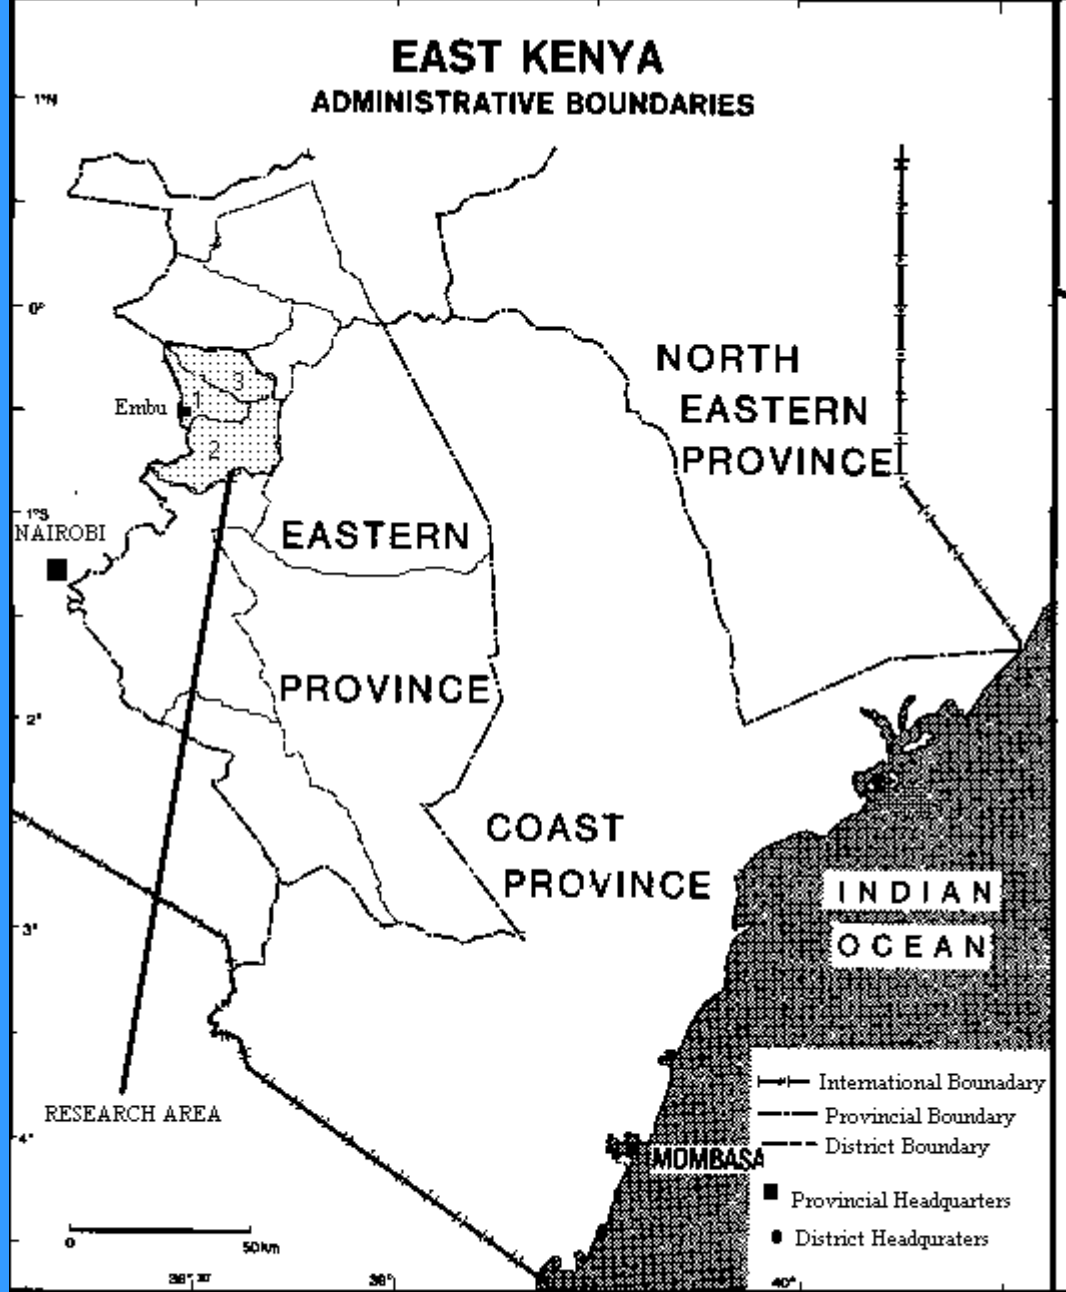 EAST KENYA
ADMINISTRATIVE BOUNDARIES
1°N
0°
NORTH
EASTERN
PROVINCE
3
1
Embu
2
1°S
NAIROBI
EASTERN
PROVINCE
2°
COAST
PROVINCE
INDIAN
OCEAN
3°
RESEARCH AREA
4°
MOMBASA
International Bounadary
Provincial Boundary
District Boundary
Provincial Headquarters
District Headquraters
0 50km
40°